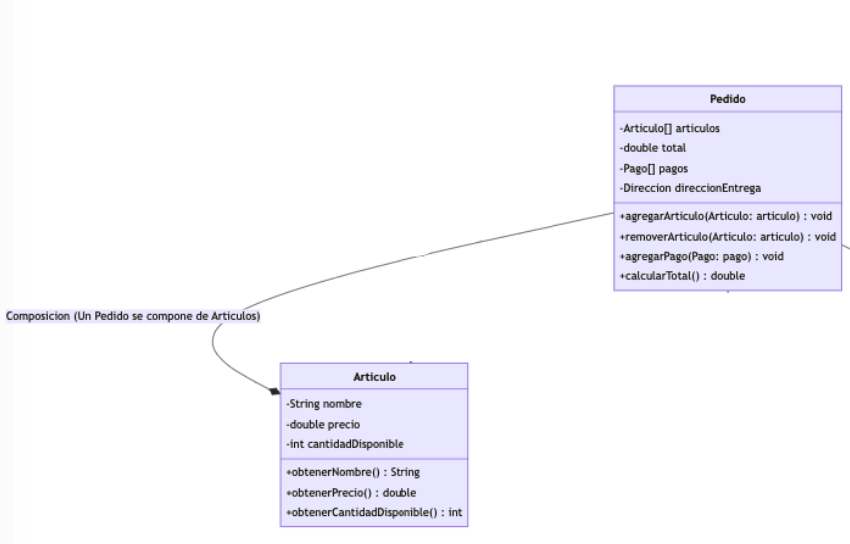 Pedido
-Articulo[] articulos
-double total
-Pago[] pagos
-Direccion direccionEntrega
+agregarArticulo(Articulo: articulo) : void
+removerArticulo(Articulo: articulo) : void
+agregarPago(Pago: pago) : void
+calcularTotal() : double
Composicion (Un Pedido se compone de Articulos)
Articulo
-String nombre
-double precio
-int cantidadDisponible
+obtenerNombre() : String
+obtenerPrecio() : double
+obtenerCantidadDisponible() : int